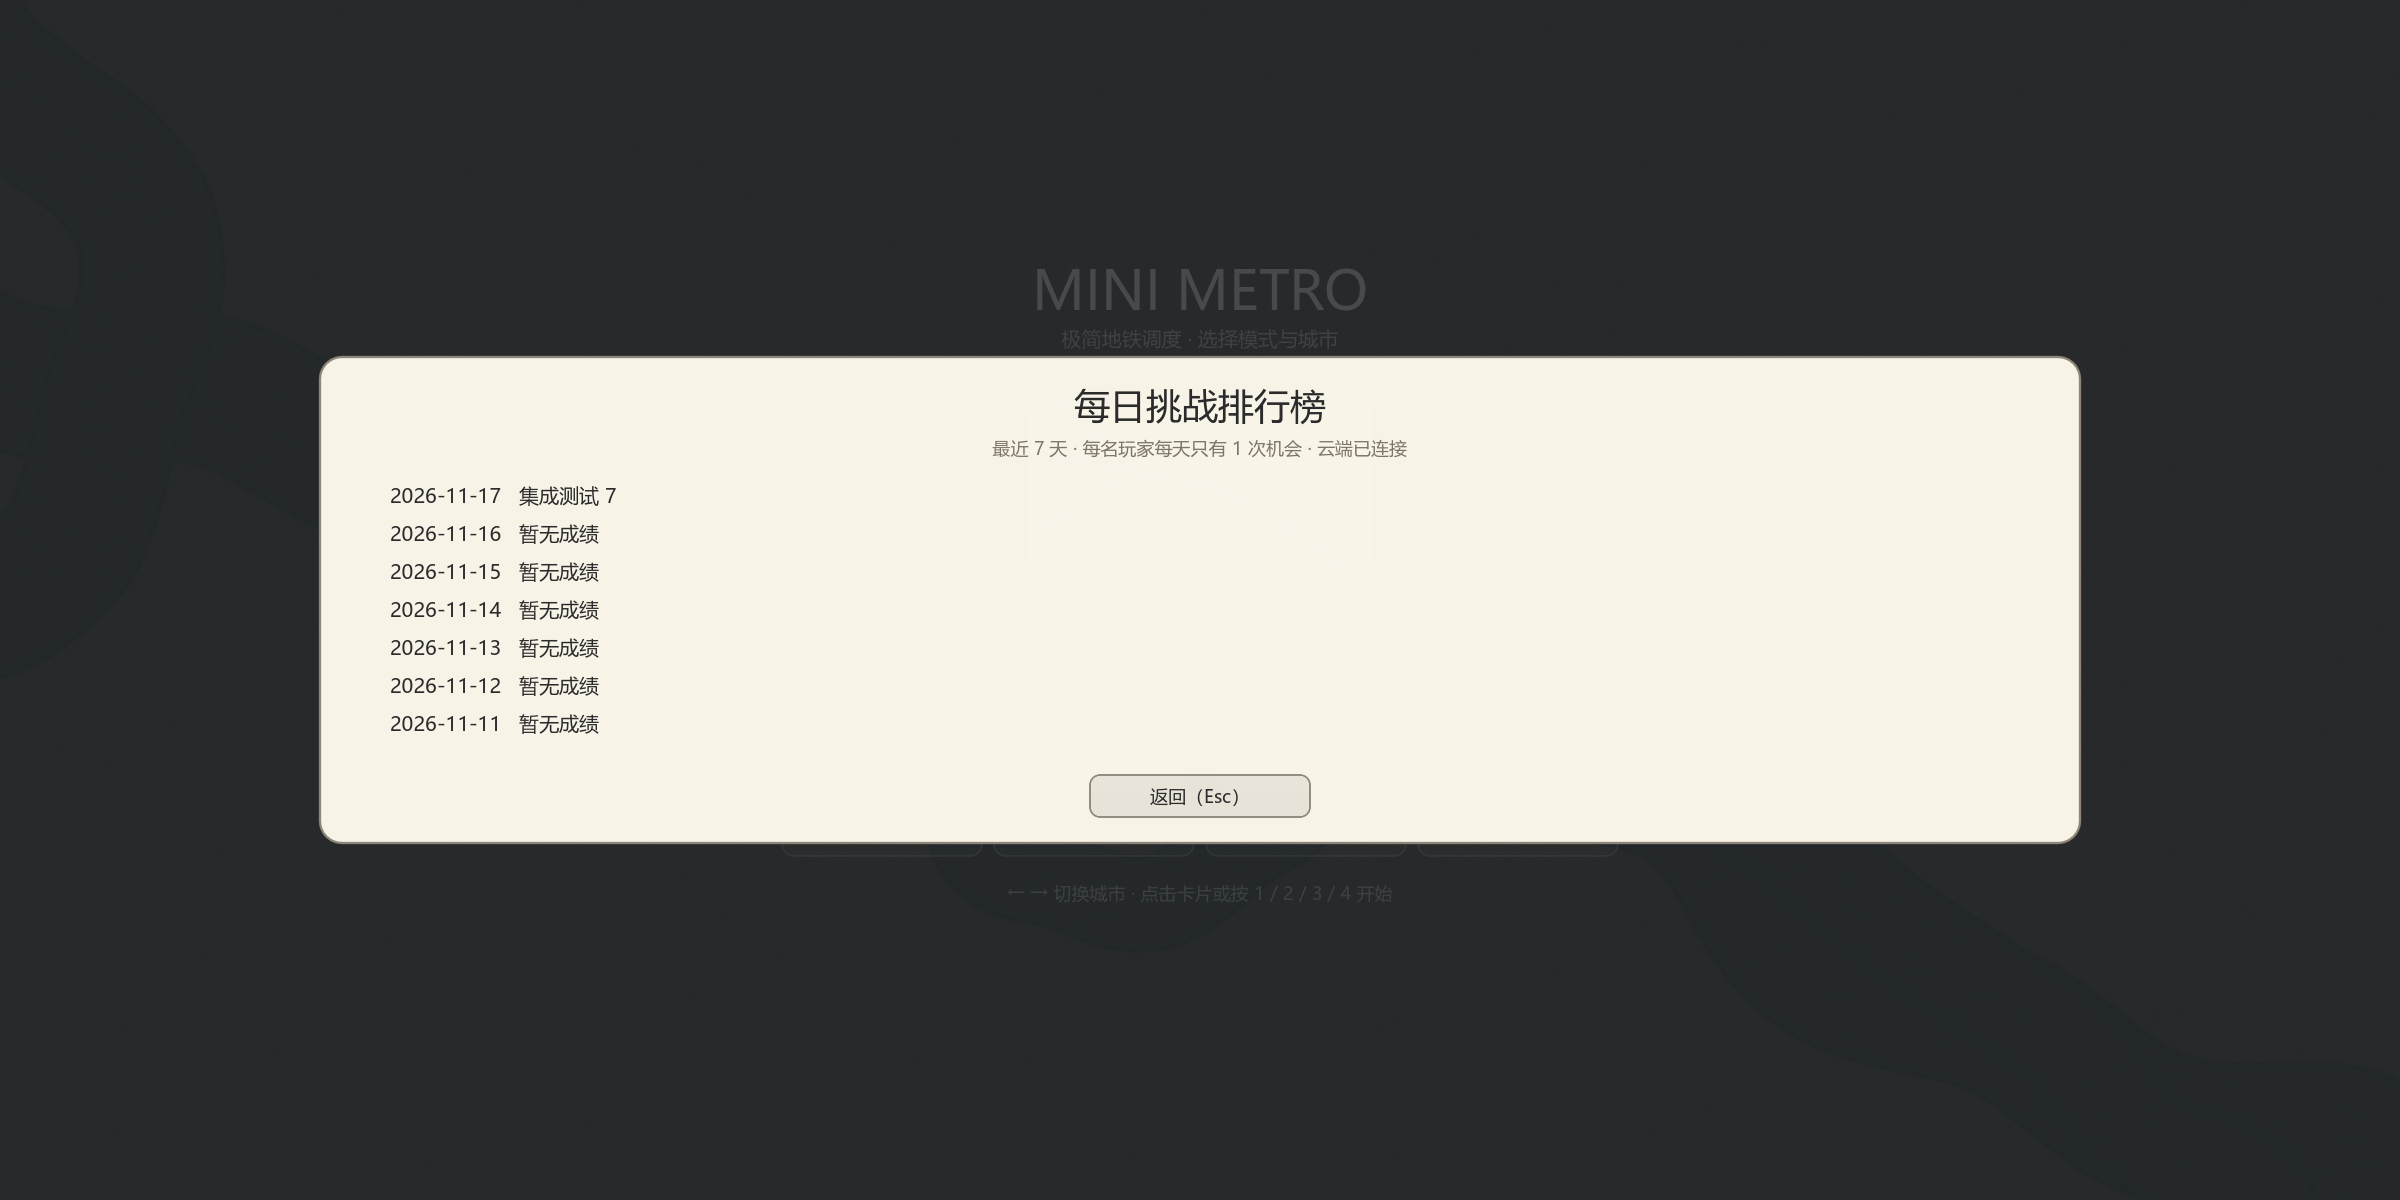 MINI METRO
极简地铁调度 · 选择模式与城市
每日挑战排行榜
最近 7 天 · 每名玩家每天只有 1 次机会 · 云端已连接
2026-11-17 集成测试 7
2026-11-16 暂无成绩
2026-11-15 暂无成绩
2026-11-14 暂无成绩
2026-11-13 暂无成绩
2026-11-12 暂无成绩
2026-11-11 暂无成绩
返回（Esc）
← → 切换城市 · 点击卡片或按 1 / 2 / 3 / 4 开始